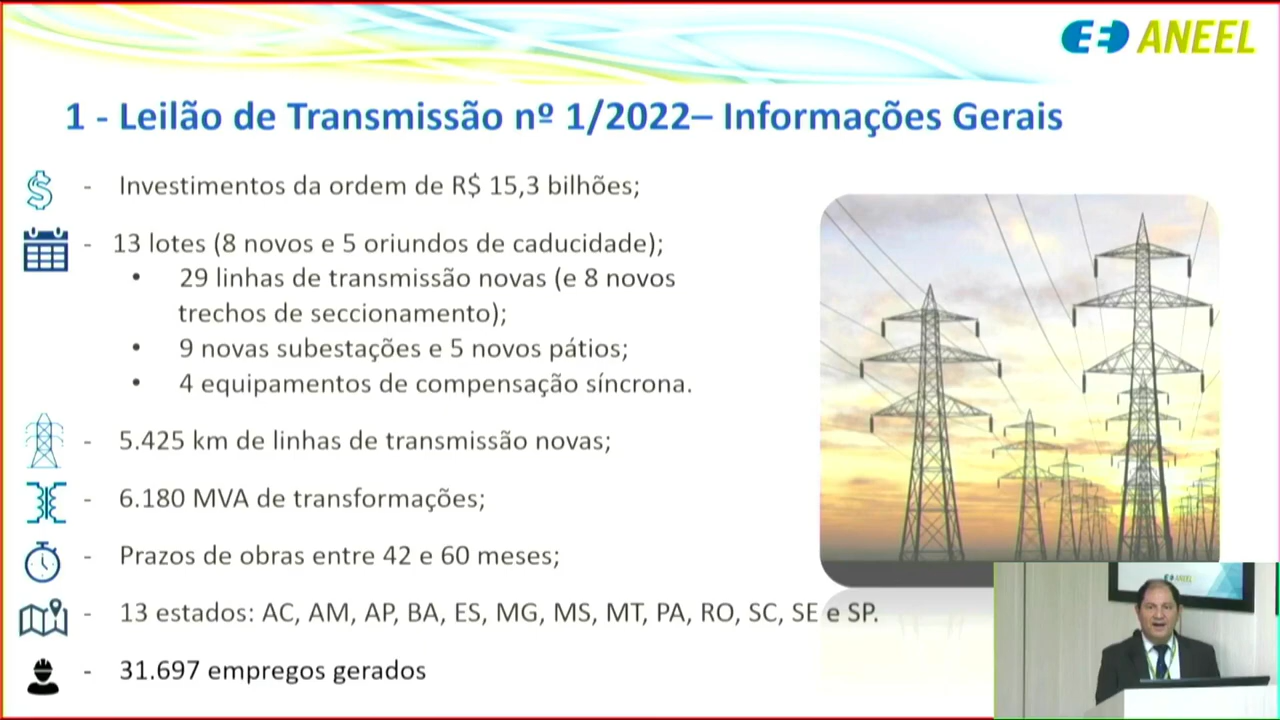 ANEEL
1 - Leilão de Transmissão nº 1/2022– Informações Gerais
- Investimentos da ordem de R$ 15,3 bilhões;
- 13 lotes (8 novos e 5 oriundos de caducidade);
• 29 linhas de transmissão novas (e 8 novos
trechos de seccionamento);
• 9 novas subestações e 5 novos pátios;
• 4 equipamentos de compensação síncrona.
- 5.425 km de linhas de transmissão novas;
- 6.180 MVA de transformações;
- Prazos de obras entre 42 e 60 meses;
- 13 estados: AC, AM, AP, BA, ES, MG, MS, MT, PA, RO, SC, SE e SP.
- 31.697 empregos gerados
ANEEL